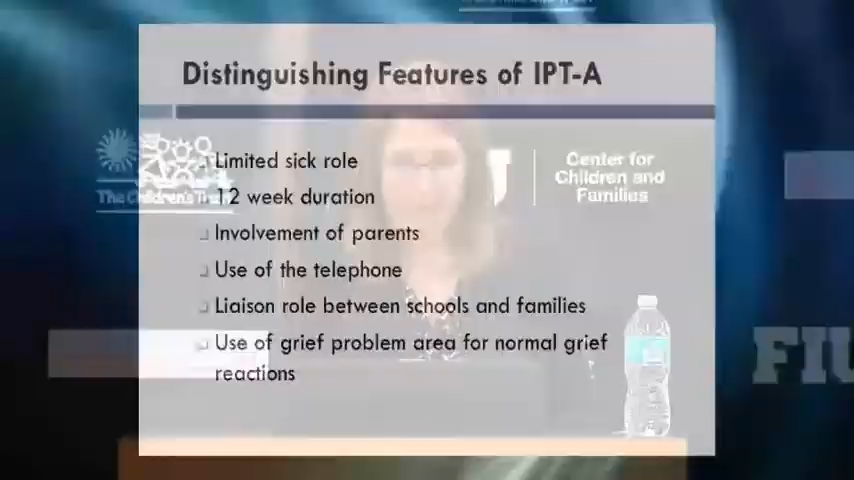 Distinguishing Features of IPT-A
Limited sick role
12 week duration
Involvement of parents
Use of the telephone
Liaison role between schools and families
Use of grief problem area for normal grief
reactions
The Children's
Center for
Children and
Families
FIU